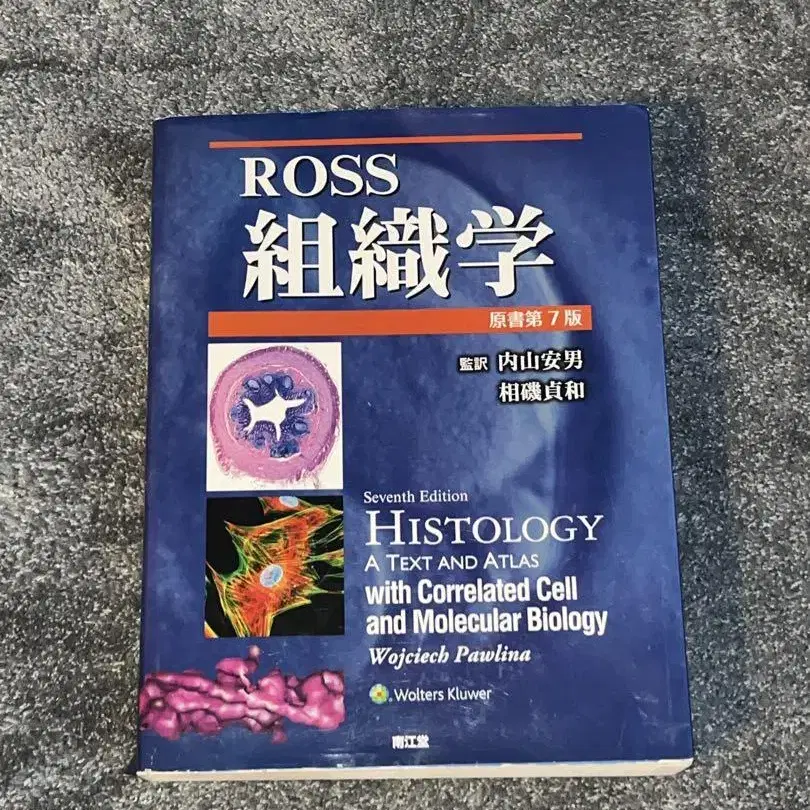 ROSS
組織学
原書第7版
監訳 内山安男
相磯貞和
Seventh Edition
HISTOLOGY
A TEXT AND ATLAS
with Correlated Cell
and Molecular Biology
Wojciech Pawlina
Wolters Kluwer
南江堂